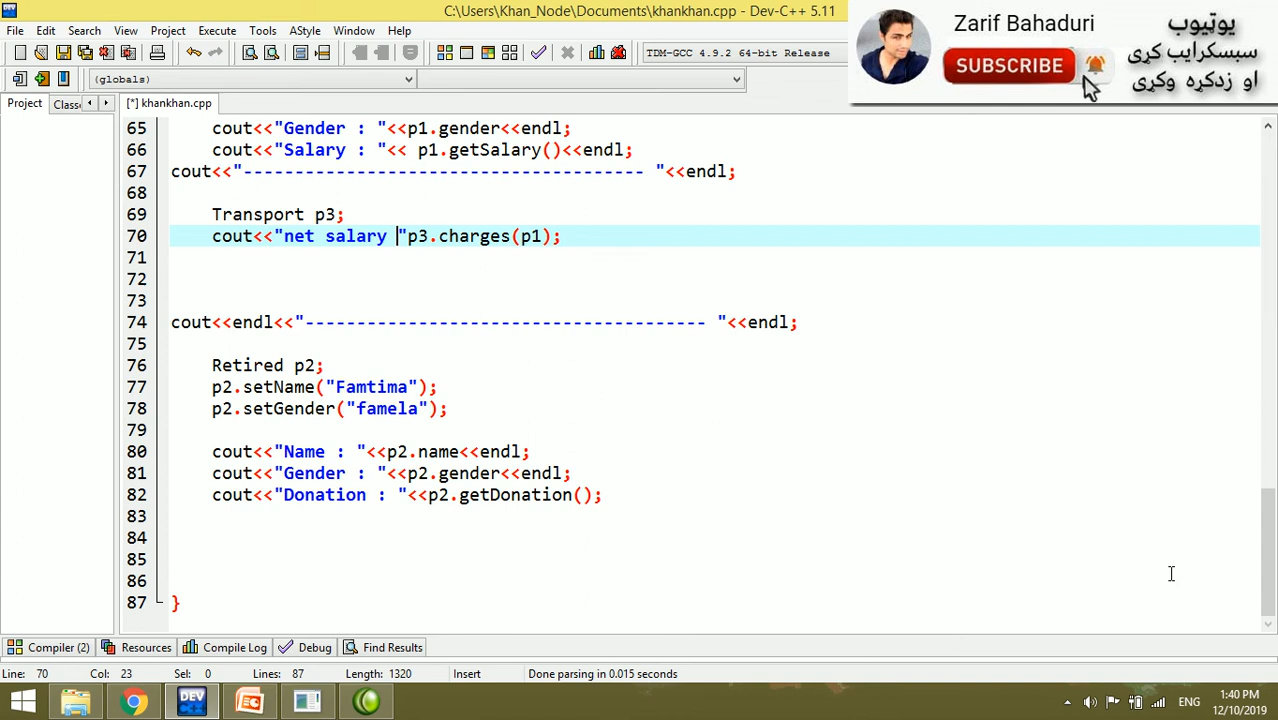 C:\Users\Khan_Node\Documents\khankhan.cpp - Dev-C++ 5.11
File Edit Search View Project Execute Tools AStyle Window Help
TDM-GCC 4.9.2 64-bit Release
(globals)
Project Classe [*] khankhan.cpp
Zarif Bahaduri
SUBSCRIBE
یوټیوب
سبسکرایب کړی
او زدکړه وکړی
65 cout<<"Gender : "<<p1.gender<<endl;
66 cout<<"Salary : "<< p1.getSalary()<<endl;
67 cout<<"--------------------------------------- "<<endl;
68
69 Transport p3;
70 cout<<"net salary "p3.charges(p1);
71
72
73
74 cout<<endl<<"--------------------------------------- "<<endl;
75
76 Retired p2;
77 p2.setName("Famtima");
78 p2.setGender("famela");
79
80 cout<<"Name : "<<p2.name<<endl;
81 cout<<"Gender : "<<p2.gender<<endl;
82 cout<<"Donation : "<<p2.getDonation();
83
84
85
86
87 }
Compiler (2) Resources Compile Log Debug Find Results
Line: 70 Col: 23 Sel: 0 Lines: 87 Length: 1320 Insert Done parsing in 0.015 seconds
DEV C++
ENG
1:40 PM
12/10/2019